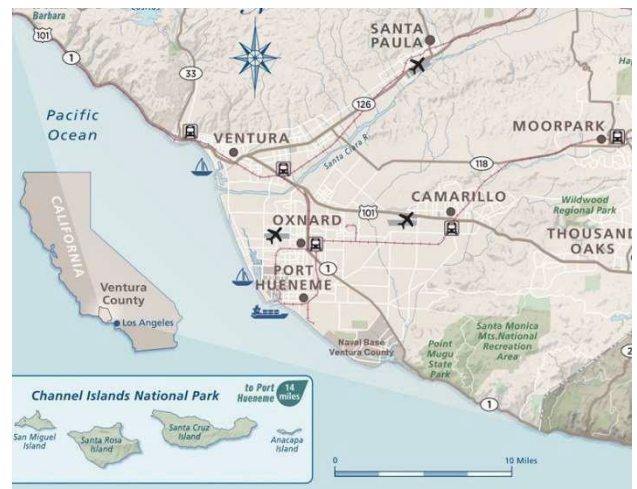 Barbara
101
1
33
N
SANTA
PAULA
126
Pacific
Ocean
VENTURA
Santa Clara R.
MOORPARK
118
CAMARILLO
101
Wildwood
Regional Park
THOUSAND
OAKS
OXNARD
PORT
HUENEME
1
CALIFORNIA
Ventura
County
Los Angeles
Naval Base
Ventura County
Point
Mugu
State
Park
Santa Monica
Mts.National
Recreation
Area
1
Channel Islands National Park
to Port
Hueneme
14
miles
San Miguel
Island
Santa Rosa
Island
Santa Cruz
Island
Anacapa
Island
0
10 Miles